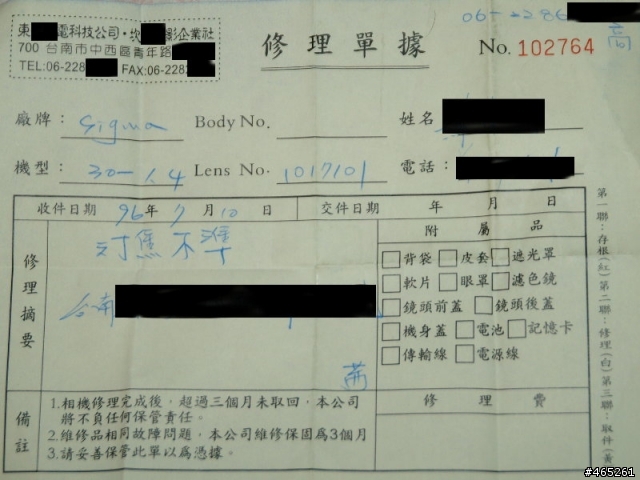 東 電科技公司・ 影企業社
700 台南市中西區青年路
TEL:06-228 FAX:06-228
06-2286
修理單據
No. 102764
高
廠牌： Sigma Body No. 姓名
機型： 30-1.4 Lens No. 1017101 電話：
收件日期 96年 7月 10日 交件日期 年 月 日
修理摘要
對焦不準
台南
附屬品
背袋 皮套 遮光罩
軟片 眼罩 濾色鏡
鏡頭前蓋 鏡頭後蓋
機身蓋 電池 記憶卡
傳輸線 電源線
備註
1.相機修理完成後，超過三個月未取回，本公司
將不負任何保管責任。
2.維修品相同故障問題，本公司維修保固為3個月
3.請妥善保管此單以為憑據。
修理費
第一聯：存根(紅)第二聯：修理(白)第三聯：取件(黃
#465261